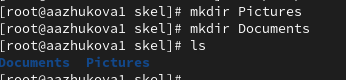 [root@aazhukova1 skel]# mkdir Pictures
[root@aazhukova1 skel]# mkdir Documents
[root@aazhukova1 skel]# ls
Documents  Pictures
[root@aazhukova1 skel]#